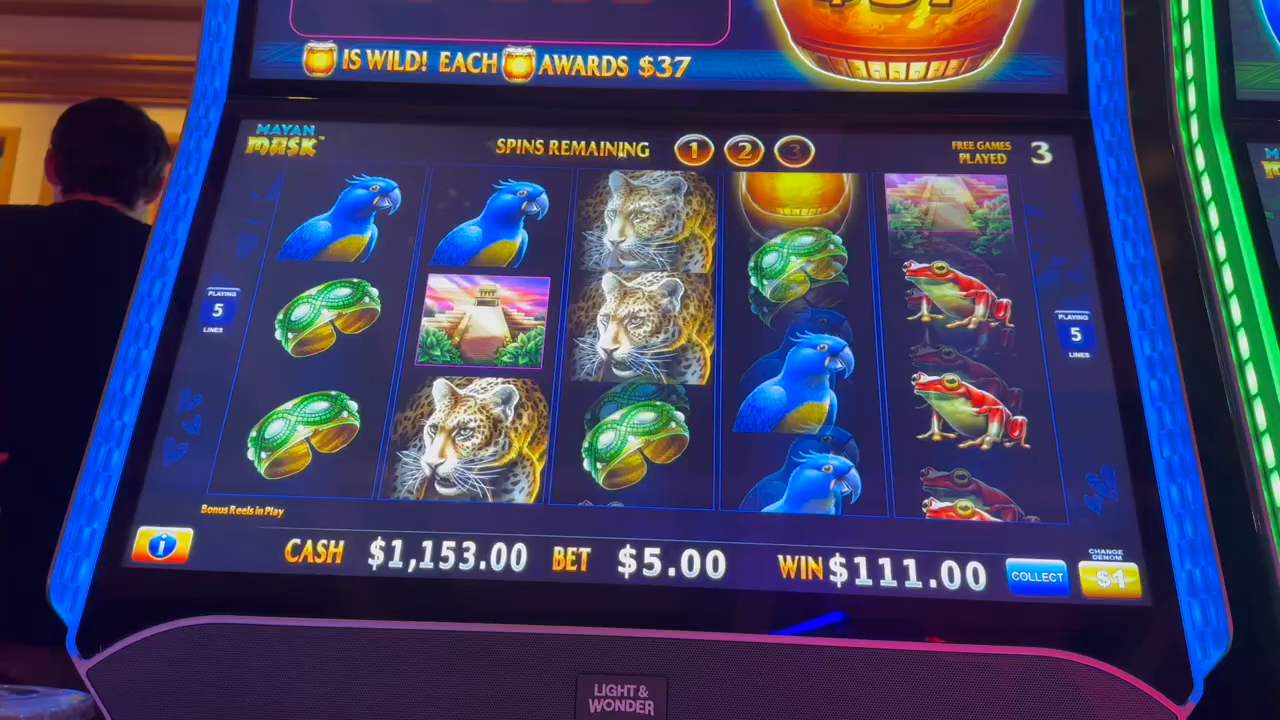 IS WILD! EACH AWARDS $37
MAYAN
MASK™
SPINS REMAINING 1 2 3
FREE GAMES
PLAYED 3
PLAYING
5
LINES
PLAYING
5
LINES
Bonus Reels in Play
CASH $1,153.00 BET $5.00 WIN $111.00
COLLECT
CHANGE
DENOM
$1
LIGHT &
WONDER